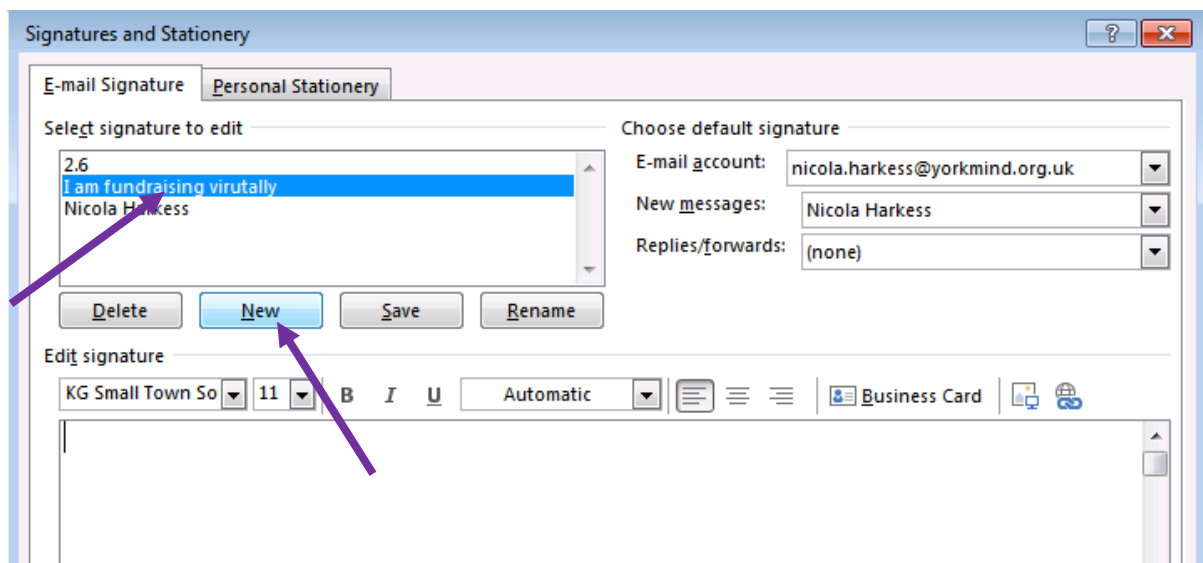 Signatures and Stationery
E-mail Signature
Personal Stationery
Select signature to edit
2.6
I am fundraising virutally
Nicola Harkess
Delete
New
Save
Rename
Choose default signature
E-mail account: nicola.harkess@yorkmind.org.uk
New messages: Nicola Harkess
Replies/forwards: (none)
Edit signature
KG Small Town So 11 B I U Automatic Business Card